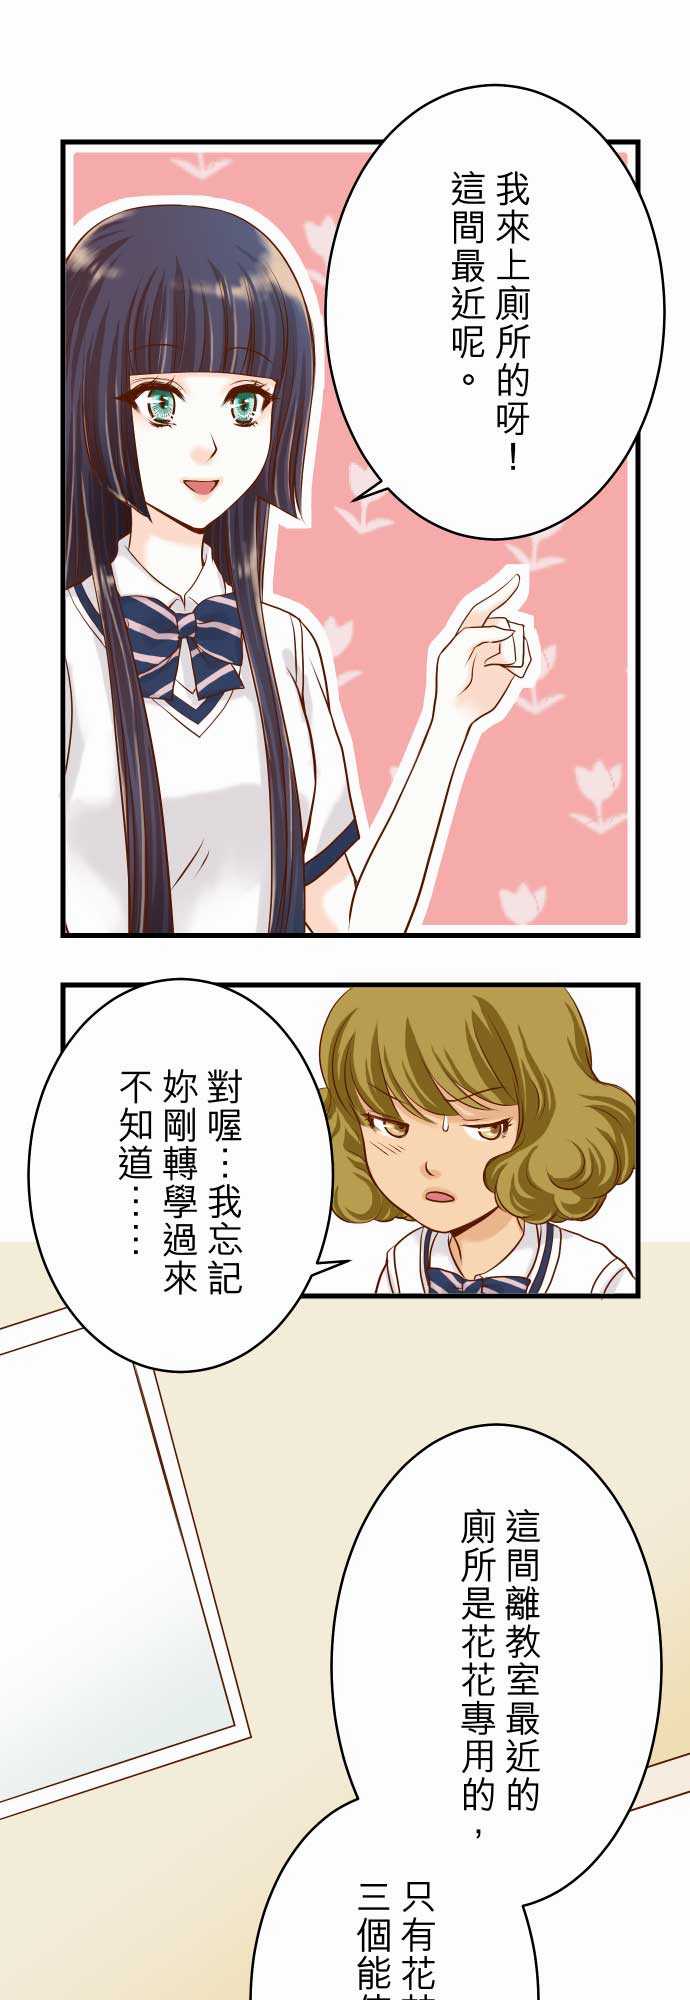 我來上廁所的呀！
這間最近呢。
對喔…我忘記
妳剛轉學過來
不知道……
這間離教室最近的
廁所是花花專用的，
只有花
三個能